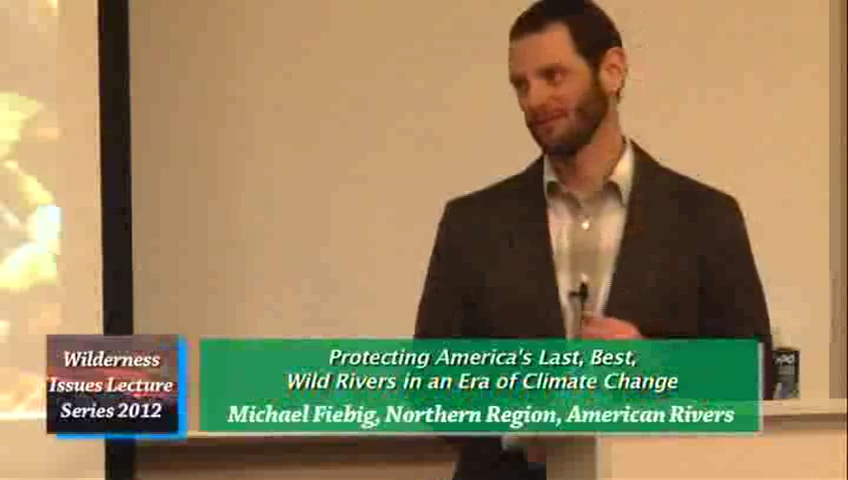 Wilderness
Issues Lecture
Series 2012
Protecting America's Last, Best,
Wild Rivers in an Era of Climate Change
Michael Fiebig, Northern Region, American Rivers